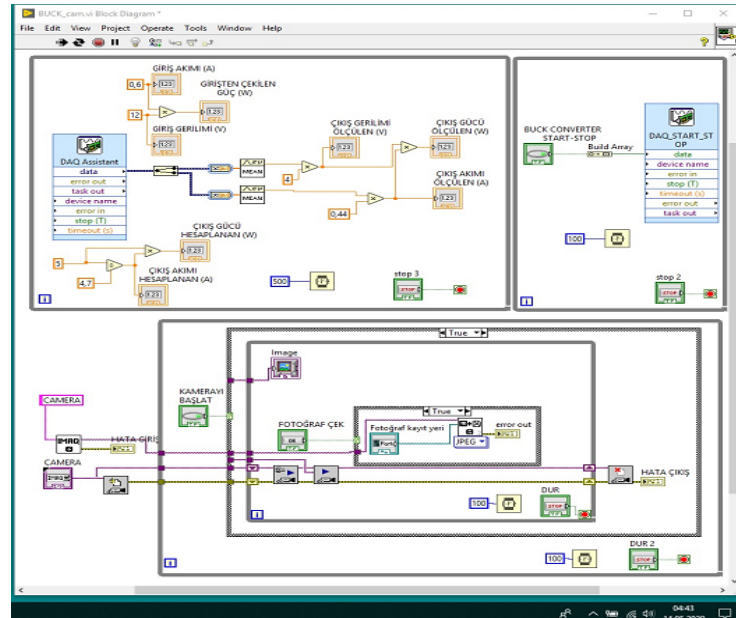 BUCK_cam.vi Block Diagram *
File Edit View Project Operate Tools Window Help
GİRİŞ AKIMI (A)
0,6
GİRİŞTEN ÇEKİLEN
GÜÇ (W)
12
GİRİŞ GERİLİMİ (V)
DAQ Assistant
data
error out
task out
device name
error in
stop (T)
timeout (s)
MEAN
MEAN
4
ÇIKIŞ GERİLİMİ
ÖLÇÜLEN (V)
ÇIKIŞ GÜCÜ
ÖLÇÜLEN (W)
0,44
ÇIKIŞ AKIMI
ÖLÇÜLEN (A)
ÇIKIŞ GÜCÜ
HESAPLANAN (W)
5
4,7
ÇIKIŞ AKIMI
HESAPLANAN (A)
500
stop 3
STOP
i
BUCK CONVERTER
START-STOP
Build Array
DAQ_START_ST
OP
data
device name
error in
stop (T)
timeout (s)
error out
task out
100
stop 2
STOP
i
True
Image
KAMERAYI
BAŞLAT
CAMERA
IMAQ
HATA GİRİŞ
CAMERA
FOTOĞRAF ÇEK
OK
True
Fotoğraf kayıt yeri
error out
JPEG
HATA ÇIKIŞ
100
DUR
STOP
i
100
DUR 2
STOP
i
04:43